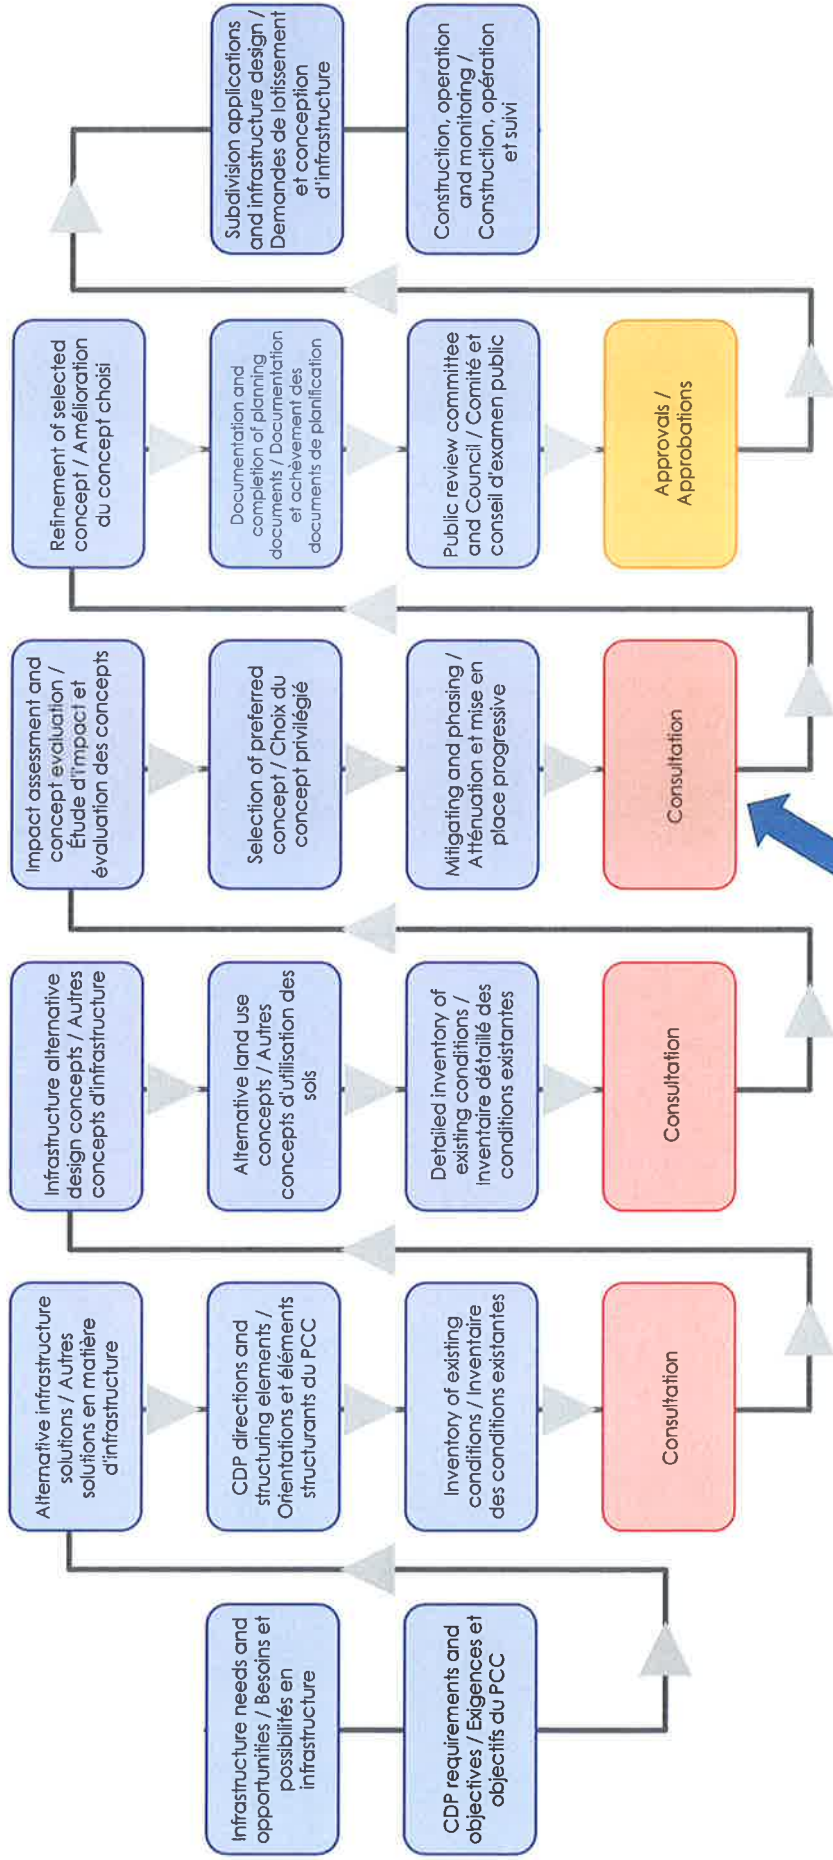 Infrastructure needs and
opportunities / Besoins et
possibilités en
infrastructure
CDP requirements and
objectives / Exigences et
objectifs du PCC
Alternative infrastructure
solutions / Autres
solutions en matière
d'infrastructure
CDP directions and
structuring elements /
Orientations et éléments
structurants du PCC
Inventory of existing
conditions / Inventaire
des conditions existantes
Consultation
Infrastructure alternative
design concepts / Autres
concepts d'infrastructure
Alternative land use
concepts / Autres
concepts d'utilisation des
sols
Detailed inventory of
existing conditions /
Inventaire détaillé des
conditions existantes
Consultation
Impact assessment and
concept evaluation /
Étude d'impact et
évaluation des concepts
Selection of preferred
concept / Choix du
concept privilégié
Mitigating and phasing /
Atténuation et mise en
place progressive
Consultation
Refinement of selected
concept / Amélioration
du concept choisi
Documentation and
completion of planning
documents / Documentation
et achèvement des
documents de planification
Public review committee
and Council / Comité et
conseil d'examen public
Approvals /
Approbations
Subdivision applications
and infrastructure design /
Demandes de lotissement
et conception
d'infrastructure
Construction, operation
and monitoring /
Construction, opération
et suivi